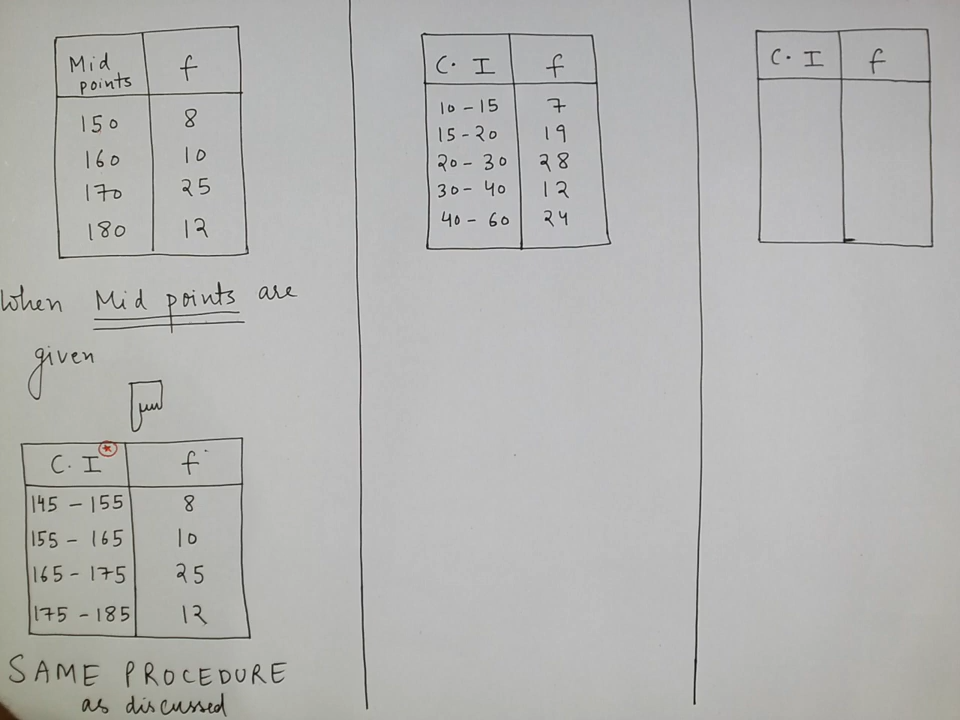 Mid points f
150 8
160 10
170 25
180 12
When Mid points are
given
C. I * f
145 - 155 8
155 - 165 10
165 - 175 25
175 - 185 12
SAME PROCEDURE
as discussed
C. I f
10 - 15 7
15 - 20 19
20 - 30 28
30 - 40 12
40 - 60 24
C. I f